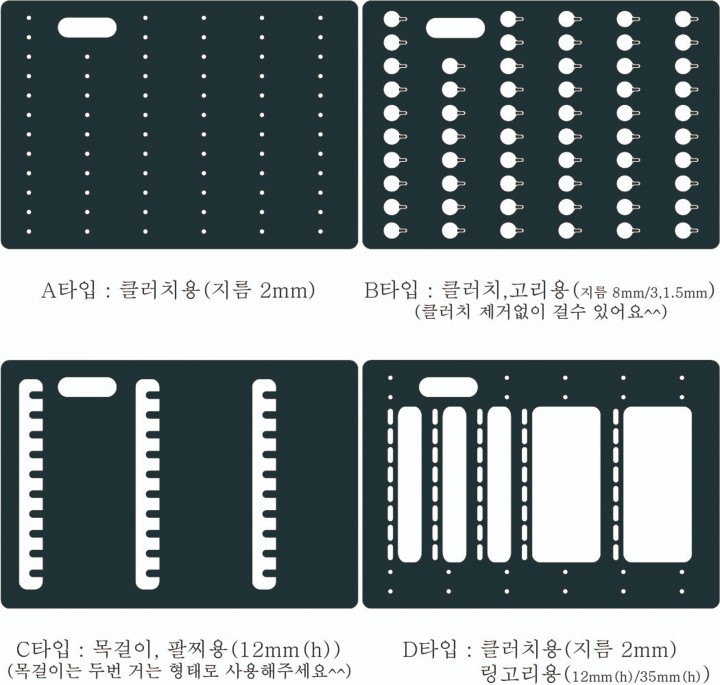 A타입 : 클러치용(지름 2mm)
B타입 : 클러치,고리용(지름 8mm/3,1.5mm)
(클러치 제거없이 걸수 있어요^^)
C타입 : 목걸이, 팔찌용(12mm(h))
(목걸이는 두번 거는 형태로 사용해주세요^^)
D타입 : 클러치용(지름 2mm)
링고리용(12mm(h)/35mm(h))